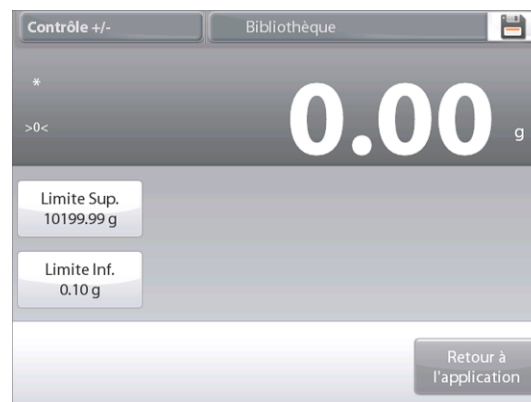 Contrôle +/-
Bibliothèque
*
>0<
0.00 g
Limite Sup.
10199.99 g
Limite Inf.
0.10 g
Retour à
l'application